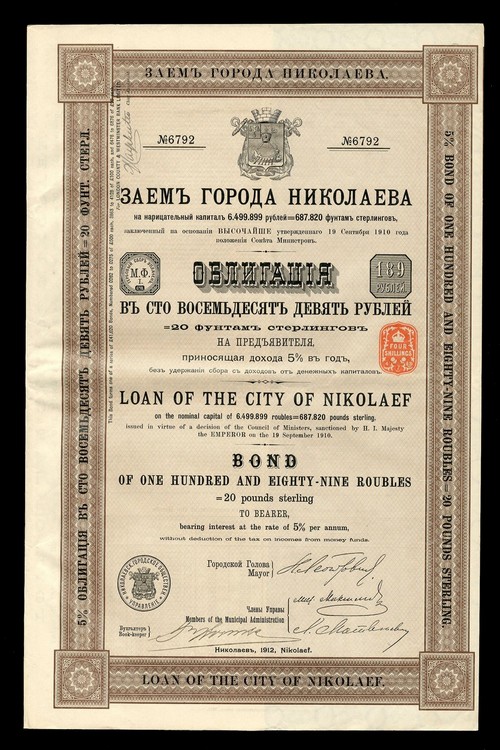 ЗАЕМЪ ГОРОДА НИКОЛАЕВА.
№6792
№6792
ЗАЕМЪ ГОРОДА НИКОЛАЕВА
на нарицательный капиталъ 6.499.899 рублей=687.820 фунтамъ стерлинговъ,
заключенный на основаніи ВЫСОЧАЙШЕ утвержденнаго 19 Сентября 1910 года
положенія Совѣта Министровъ.
М.Ф.
ОБЛИГАЦІЯ
189
РУБЛЕЙ
ВЪ СТО ВОСЕМЬДЕСЯТЪ ДЕВЯТЬ РУБЛЕЙ
=20 ФУНТАМЪ СТЕРЛИНГОВЪ
НА ПРЕДЪЯВИТЕЛЯ,
приносящая дохода 5% въ годъ,
безъ удержанія сбора съ доходовъ отъ денежныхъ капиталовъ.
FOUR
SHILLINGS
LOAN OF THE CITY OF NIKOLAEF
on the nominal capital of 6.499.899 roubles=687.820 pounds sterling.
issued in virtue of a decision of the Council of Ministers, sanctioned by H. I. Majesty
the EMPEROR on the 19 September 1910.
BOND
OF ONE HUNDRED AND EIGHTY-NINE ROUBLES
=20 pounds sterling
TO BEARER,
bearing interest at the rate of 5% per annum,
without deduction of the tax on incomes from money funds.
Городской Голова
Mayor
НИКОЛАЕВСКОЕ ГОРОДСКОЕ ОБЩЕСТВЕННОЕ
УПРАВЛЕНІЕ
Члены Управы
Members of the Municipal Administration
Бухгалтеръ
Book-keeper
Николаевъ, 1912, Nikolaef.
LOAN OF THE CITY OF NIKOLAEF.
5% ОБЛИГАЦІЯ ВЪ СТО ВОСЕМЬДЕСЯТЪ ДЕВЯТЬ РУБЛЕЙ=20 ФУНТ. СТЕРЛ.
5% BOND OF ONE HUNDRED AND EIGHTY-NINE ROUBLES=20 POUNDS STERLING